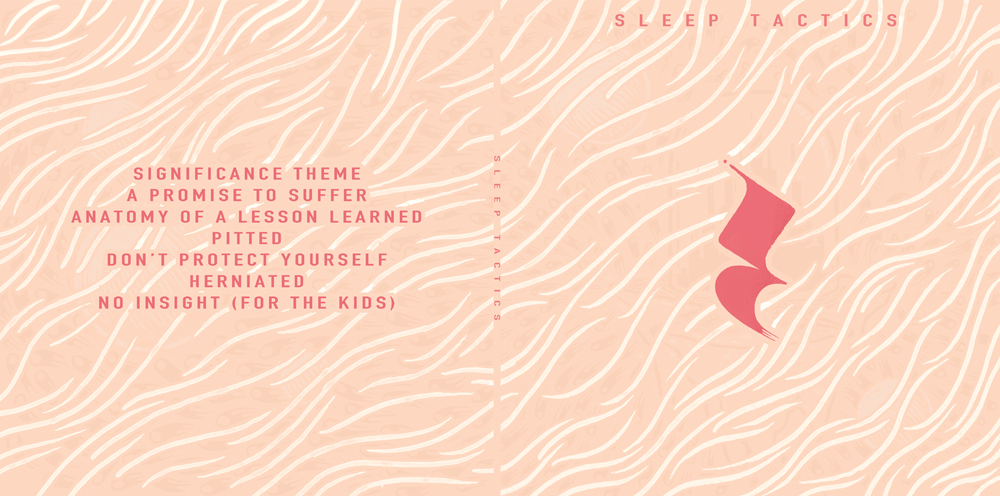 SIGNIFICANCE THEME
A PROMISE TO SUFFER
ANATOMY OF A LESSON LEARNED
PITTED
DON'T PROTECT YOURSELF
HERNIATED
NO INSIGHT (FOR THE KIDS)
SLEEP TACTICS
SLEEP TACTICS